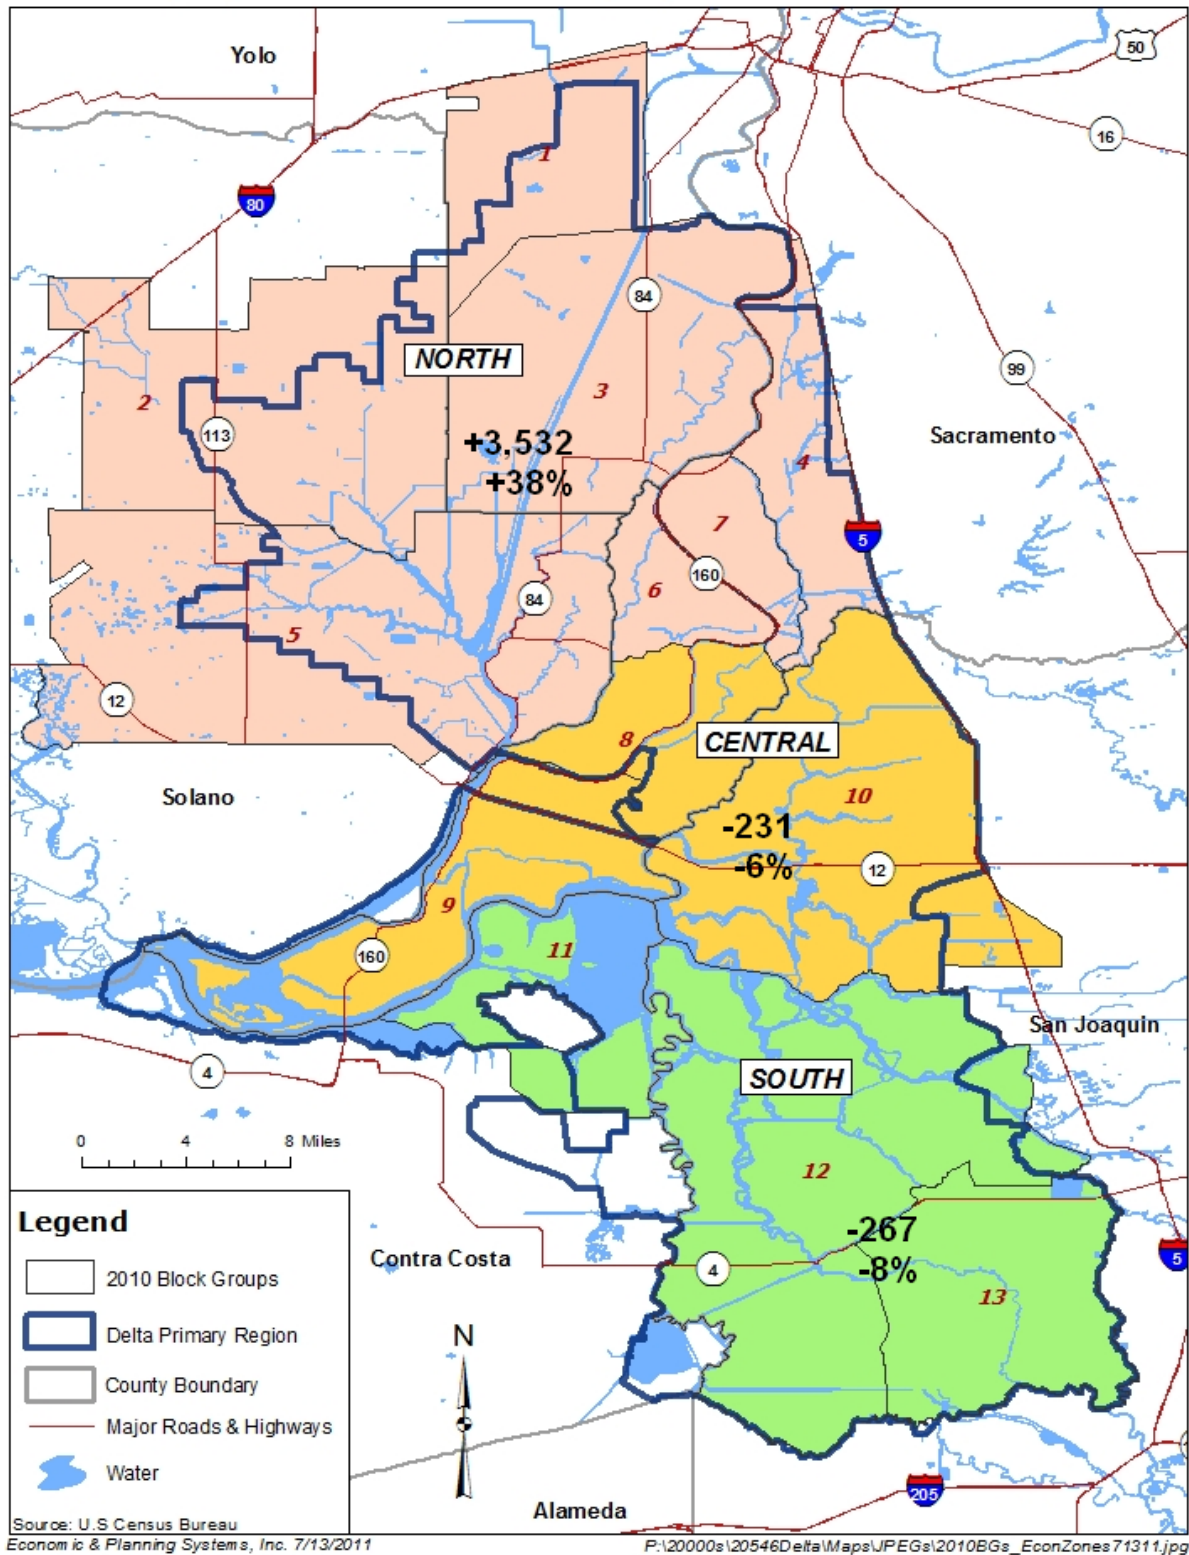 Yolo
50
16
1
80
84
NORTH
99
2
3
113
Sacramento
+3,532
+38%
4
7
5
160
6
84
5
12
8
CENTRAL
Solano
10
-231
-6%
12
9
11
160
San Joaquin
4
SOUTH
0 4 8 Miles
12
Legend
-267
-8%
Contra Costa
4
5
2010 Block Groups
13
Delta Primary Region
N
County Boundary
Major Roads & Highways
Water
205
Alameda
Source: U.S Census Bureau
Economic & Planning Systems, Inc. 7/13/2011
P:\20000s\20546Delta\Maps\JPEGs\2010BGs_EconZones71311.jpg